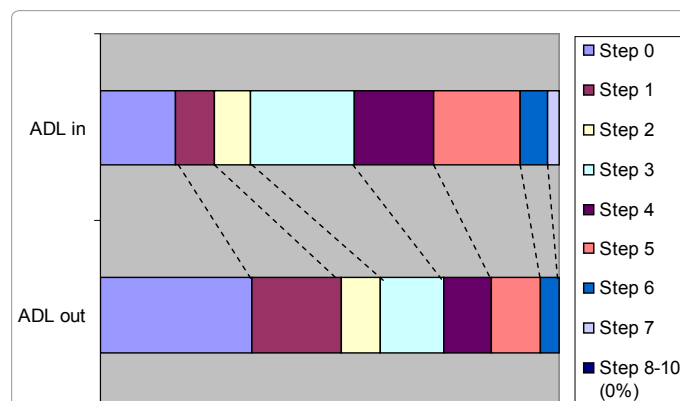 ADL in
ADL out
Step 0
Step 1
Step 2
Step 3
Step 4
Step 5
Step 6
Step 7
Step 8-10
(0%)